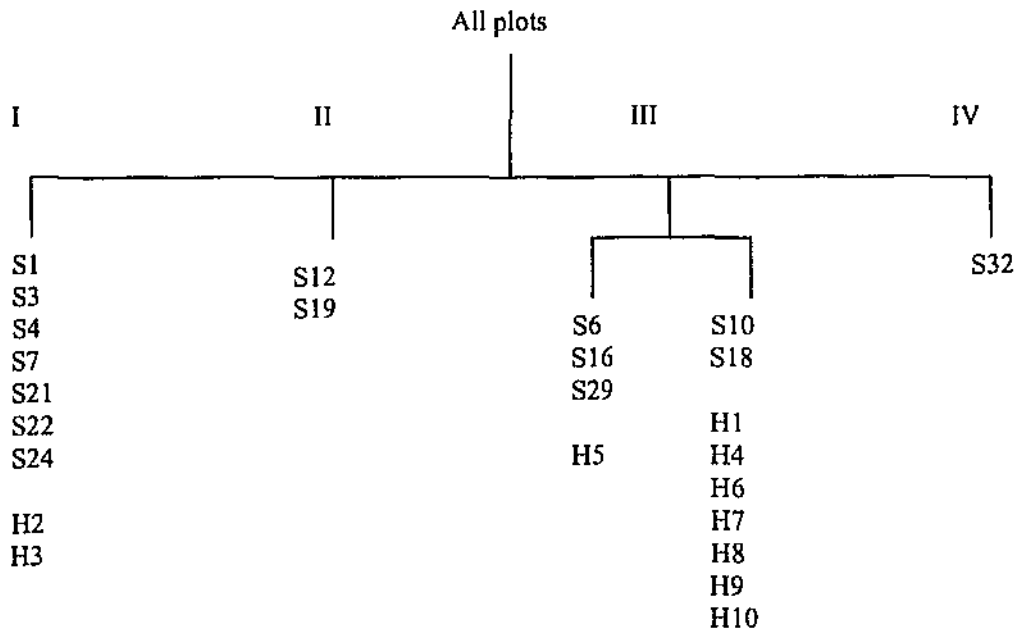 All plots
I II III IV
S1
S3
S4
S7
S21
S22
S24
H2
H3
S12
S19
S6
S16
S29
H5
S10
S18
H1
H4
H6
H7
H8
H9
H10
S32